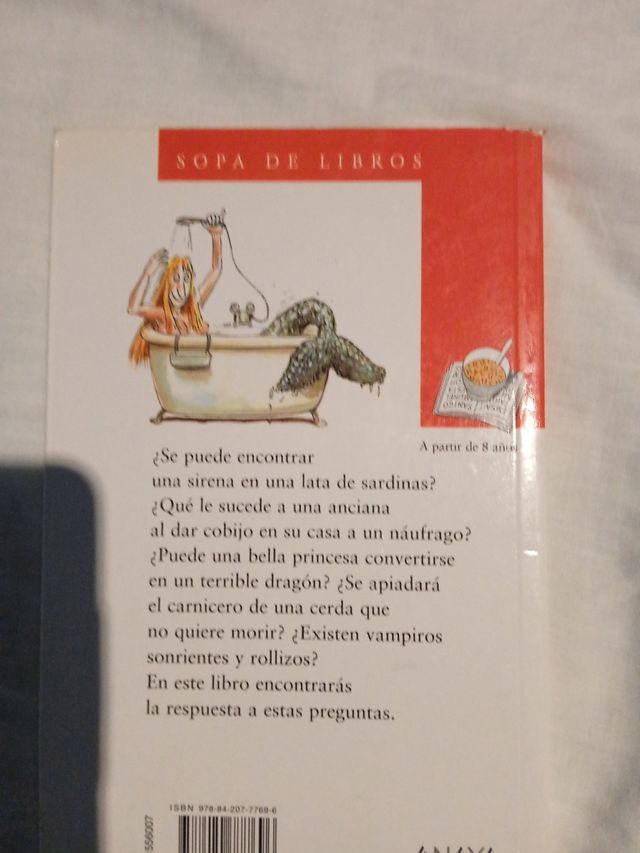 SOPA DE LIBROS
A partir de 8 años
¿Se puede encontrar
una sirena en una lata de sardinas?
¿Qué le sucede a una anciana
al dar cobijo en su casa a un náufrago?
¿Puede una bella princesa convertirse
en un terrible dragón? ¿Se apiadará
el carnicero de una cerda que
no quiere morir? ¿Existen vampiros
sonrientes y rollizos?
En este libro encontrarás
la respuesta a estas preguntas.
ISBN 978-84-207-7769-6
556007
ANAYA